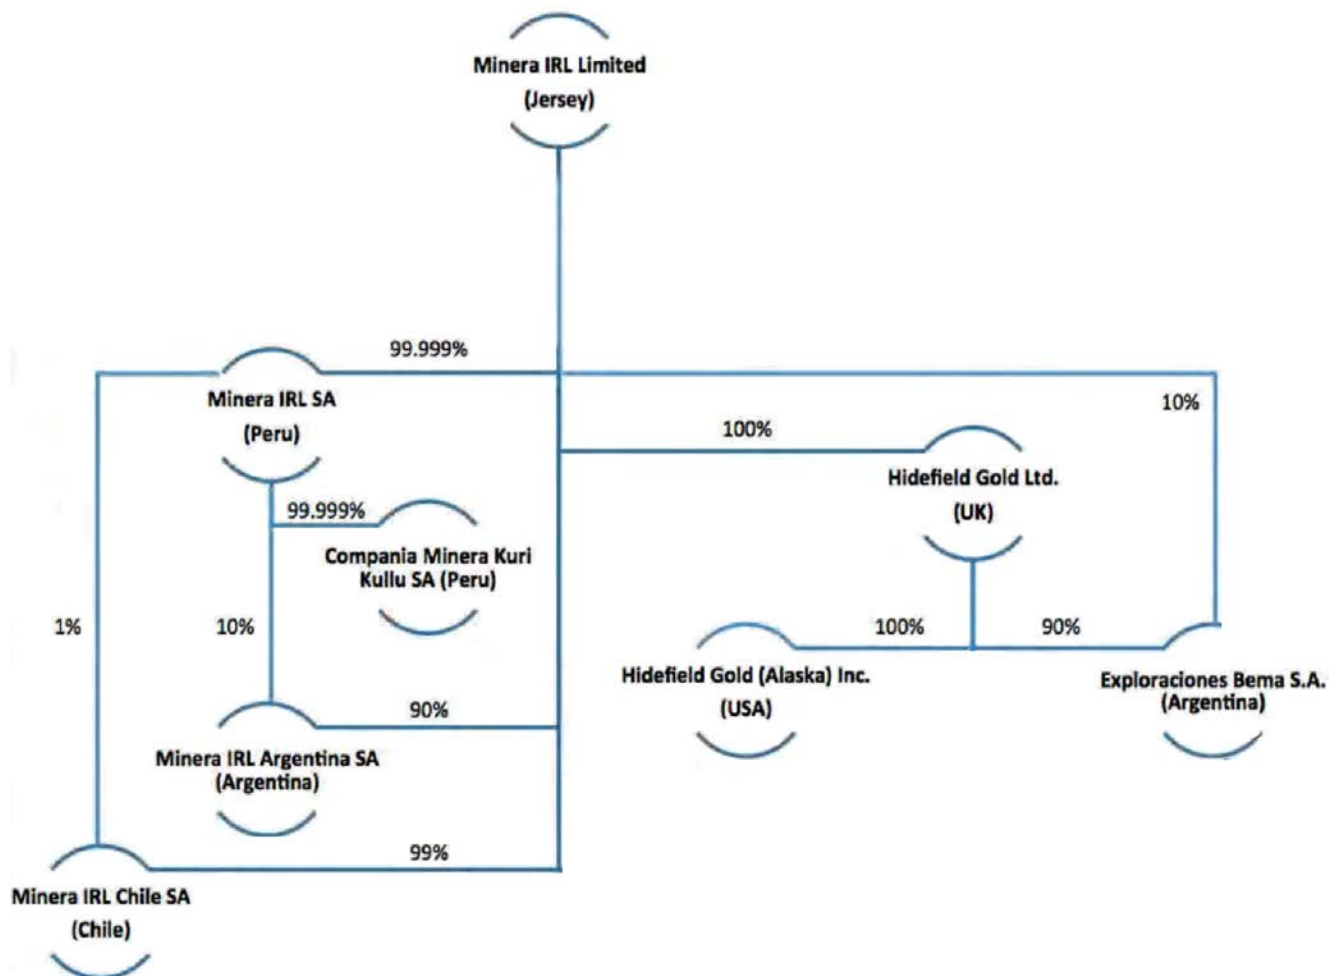 Minera IRL Limited
(Jersey)
99.999%
Minera IRL SA
(Peru)
10%
100%
Hidefield Gold Ltd.
(UK)
99.999%
Compania Minera Kuri
Kullu SA (Peru)
1%
10%
100%
90%
Hidefield Gold (Alaska) Inc.
(USA)
Exploraciones Bema S.A.
(Argentina)
90%
Minera IRL Argentina SA
(Argentina)
99%
Minera IRL Chile SA
(Chile)